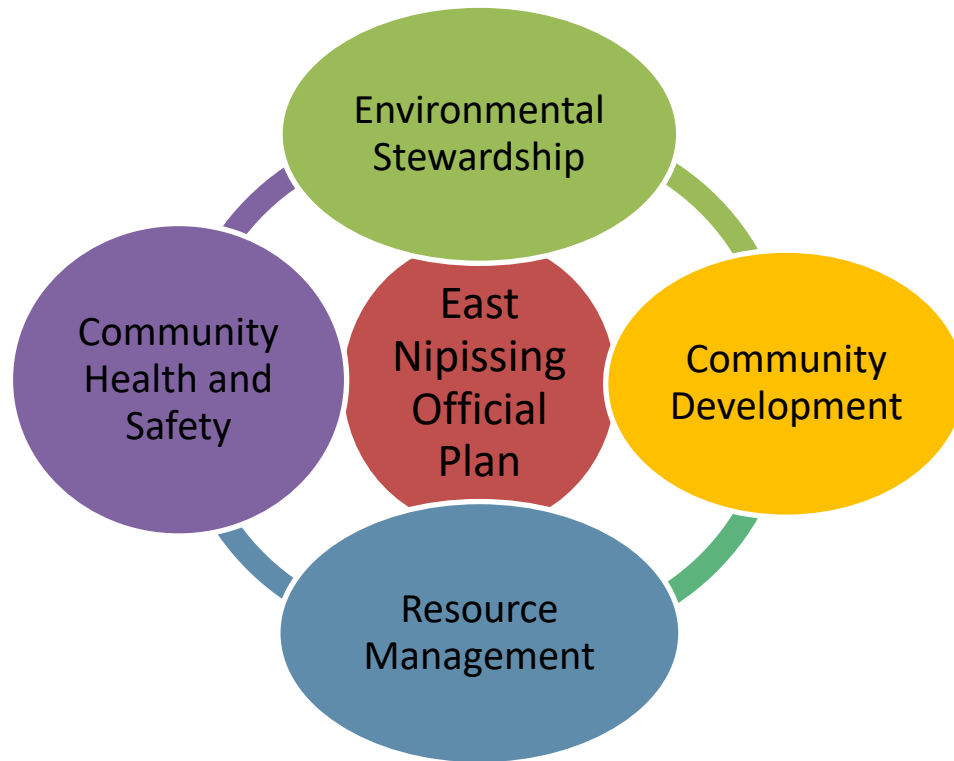 Environmental
Stewardship
Community
Health and
Safety
East
Nipissing
Official
Plan
Community
Development
Resource
Management